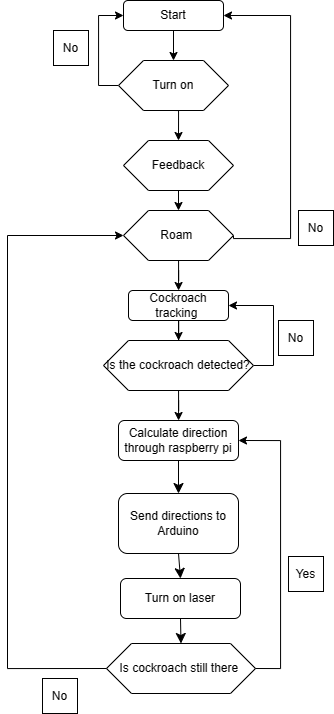 Start
No
Turn on
Feedback
Roam
No
Cockroach
tracking
No
Is the cockroach detected?
Calculate direction
through raspberry pi
Send directions to
Arduino
Yes
Turn on laser
Is cockroach still there
No